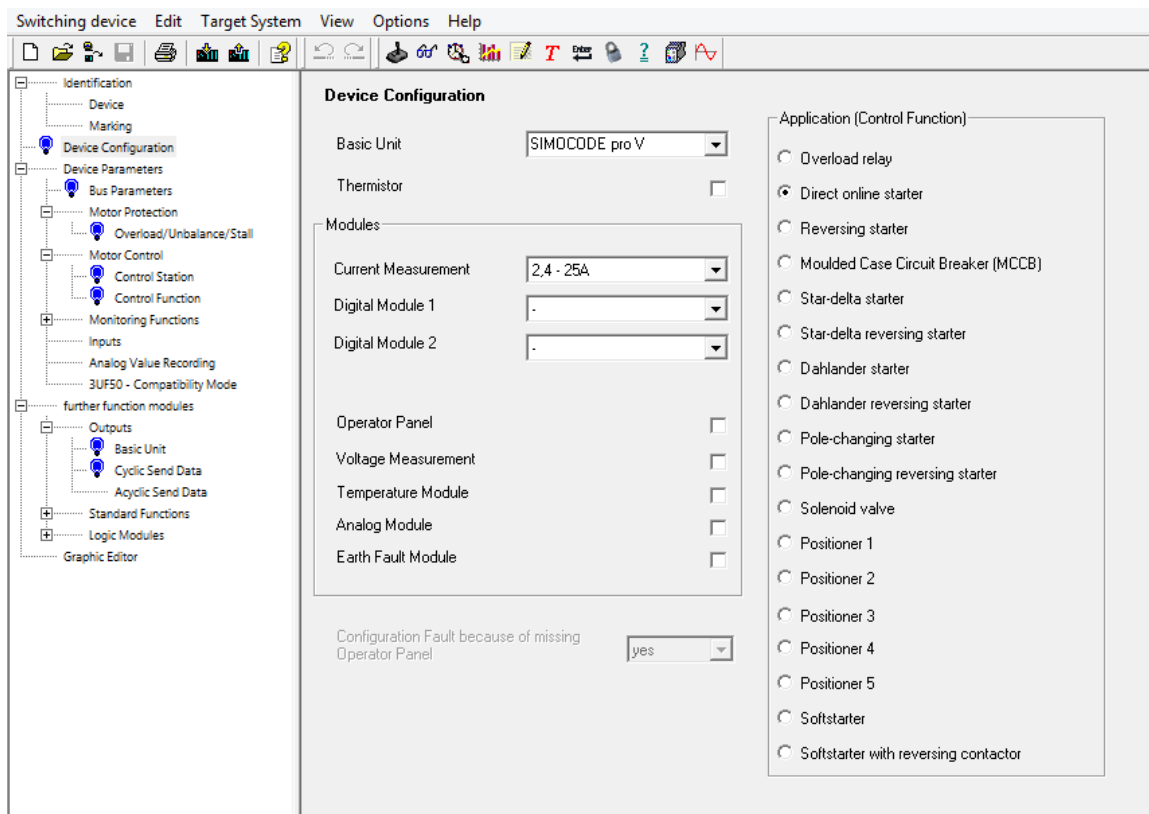 Switching device Edit Target System View Options Help
T Enter ?
Identification
Device
Marking
Device Configuration
Device Parameters
Bus Parameters
Motor Protection
Overload/Unbalance/Stall
Motor Control
Control Station
Control Function
Monitoring Functions
Inputs
Analog Value Recording
3UF50 - Compatibility Mode
further function modules
Outputs
Basic Unit
Cyclic Send Data
Acyclic Send Data
Standard Functions
Logic Modules
Graphic Editor
Device Configuration
Basic Unit SIMOCODE pro V
Thermistor
Modules
Current Measurement 2,4 - 25A
Digital Module 1 -
Digital Module 2 -
Operator Panel
Voltage Measurement
Temperature Module
Analog Module
Earth Fault Module
Configuration Fault because of missing
Operator Panel yes
Application (Control Function)
Overload relay
Direct online starter
Reversing starter
Moulded Case Circuit Breaker (MCCB)
Star-delta starter
Star-delta reversing starter
Dahlander starter
Dahlander reversing starter
Pole-changing starter
Pole-changing reversing starter
Solenoid valve
Positioner 1
Positioner 2
Positioner 3
Positioner 4
Positioner 5
Softstarter
Softstarter with reversing contactor